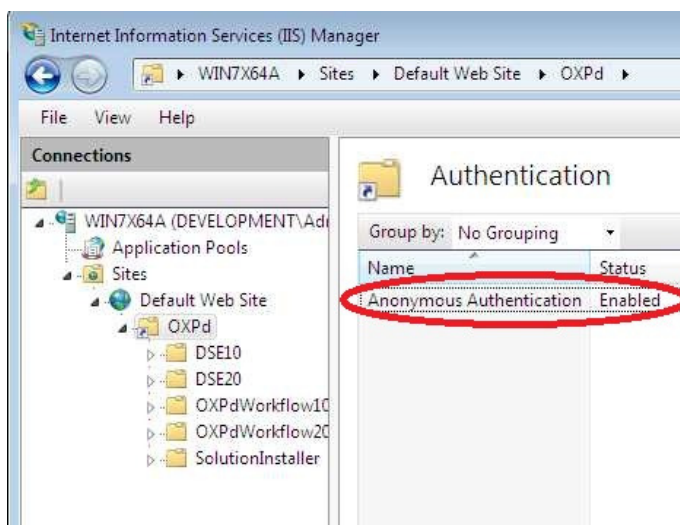 Internet Information Services (IIS) Manager
WIN7X64A Sites Default Web Site OXPd
File View Help
Connections
Authentication
WIN7X64A (DEVELOPMENT\Ad
Application Pools
Sites
Default Web Site
OXPd
DSE10
DSE20
OXPdWorkflow10
OXPdWorkflow20
SolutionInstaller
Group by: No Grouping
Name Status
Anonymous Authentication Enabled